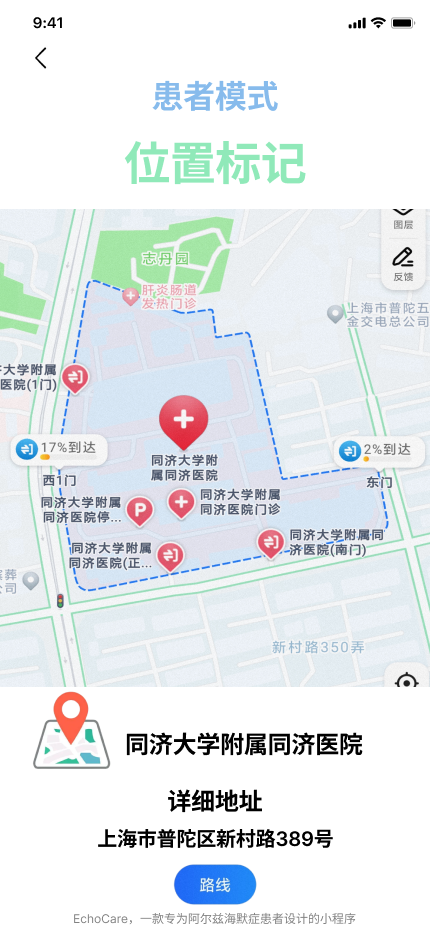 9:41
患者模式
位置标记
图层
志丹园
反馈
肝炎肠道
发热门诊
上海市普陀五
金交电总公司
大学附属
医院(1门)
17%到达
2%到达
同济大学附
属同济医院
西1门
东门
同济大学附属
同济医院停...
P
同济大学附属
同济医院门诊
同济大学附属同
济医院(南门)
同济大学附属
同济医院(正...
葬
公司
新村路350弄
同济大学附属同济医院
详细地址
上海市普陀区新村路389号
路线
EchoCare，一款专为阿尔兹海默症患者设计的小程序